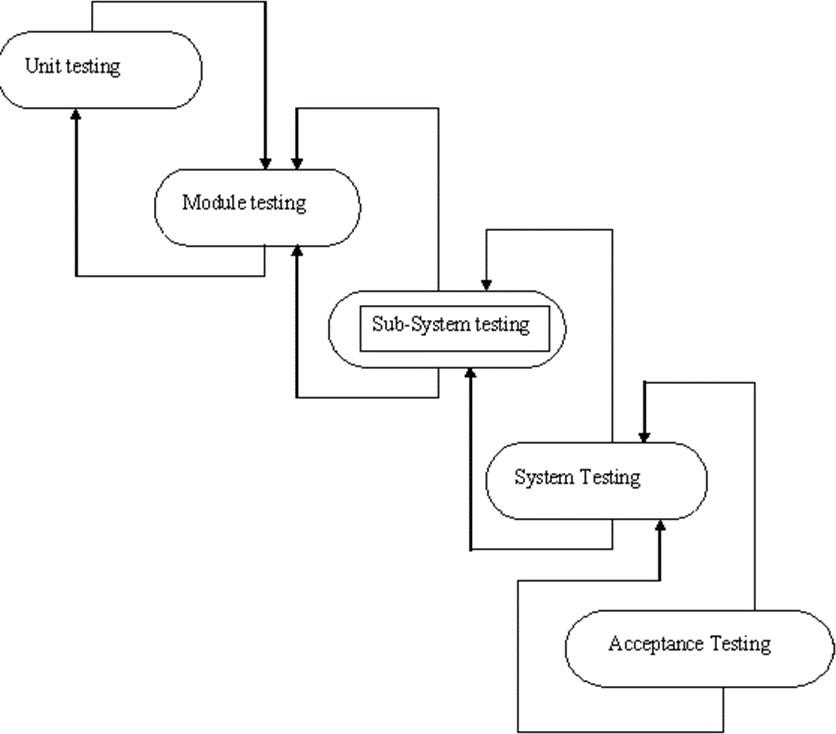 Unit testing
Module testing
Sub-System testing
System Testing
Acceptance Testing